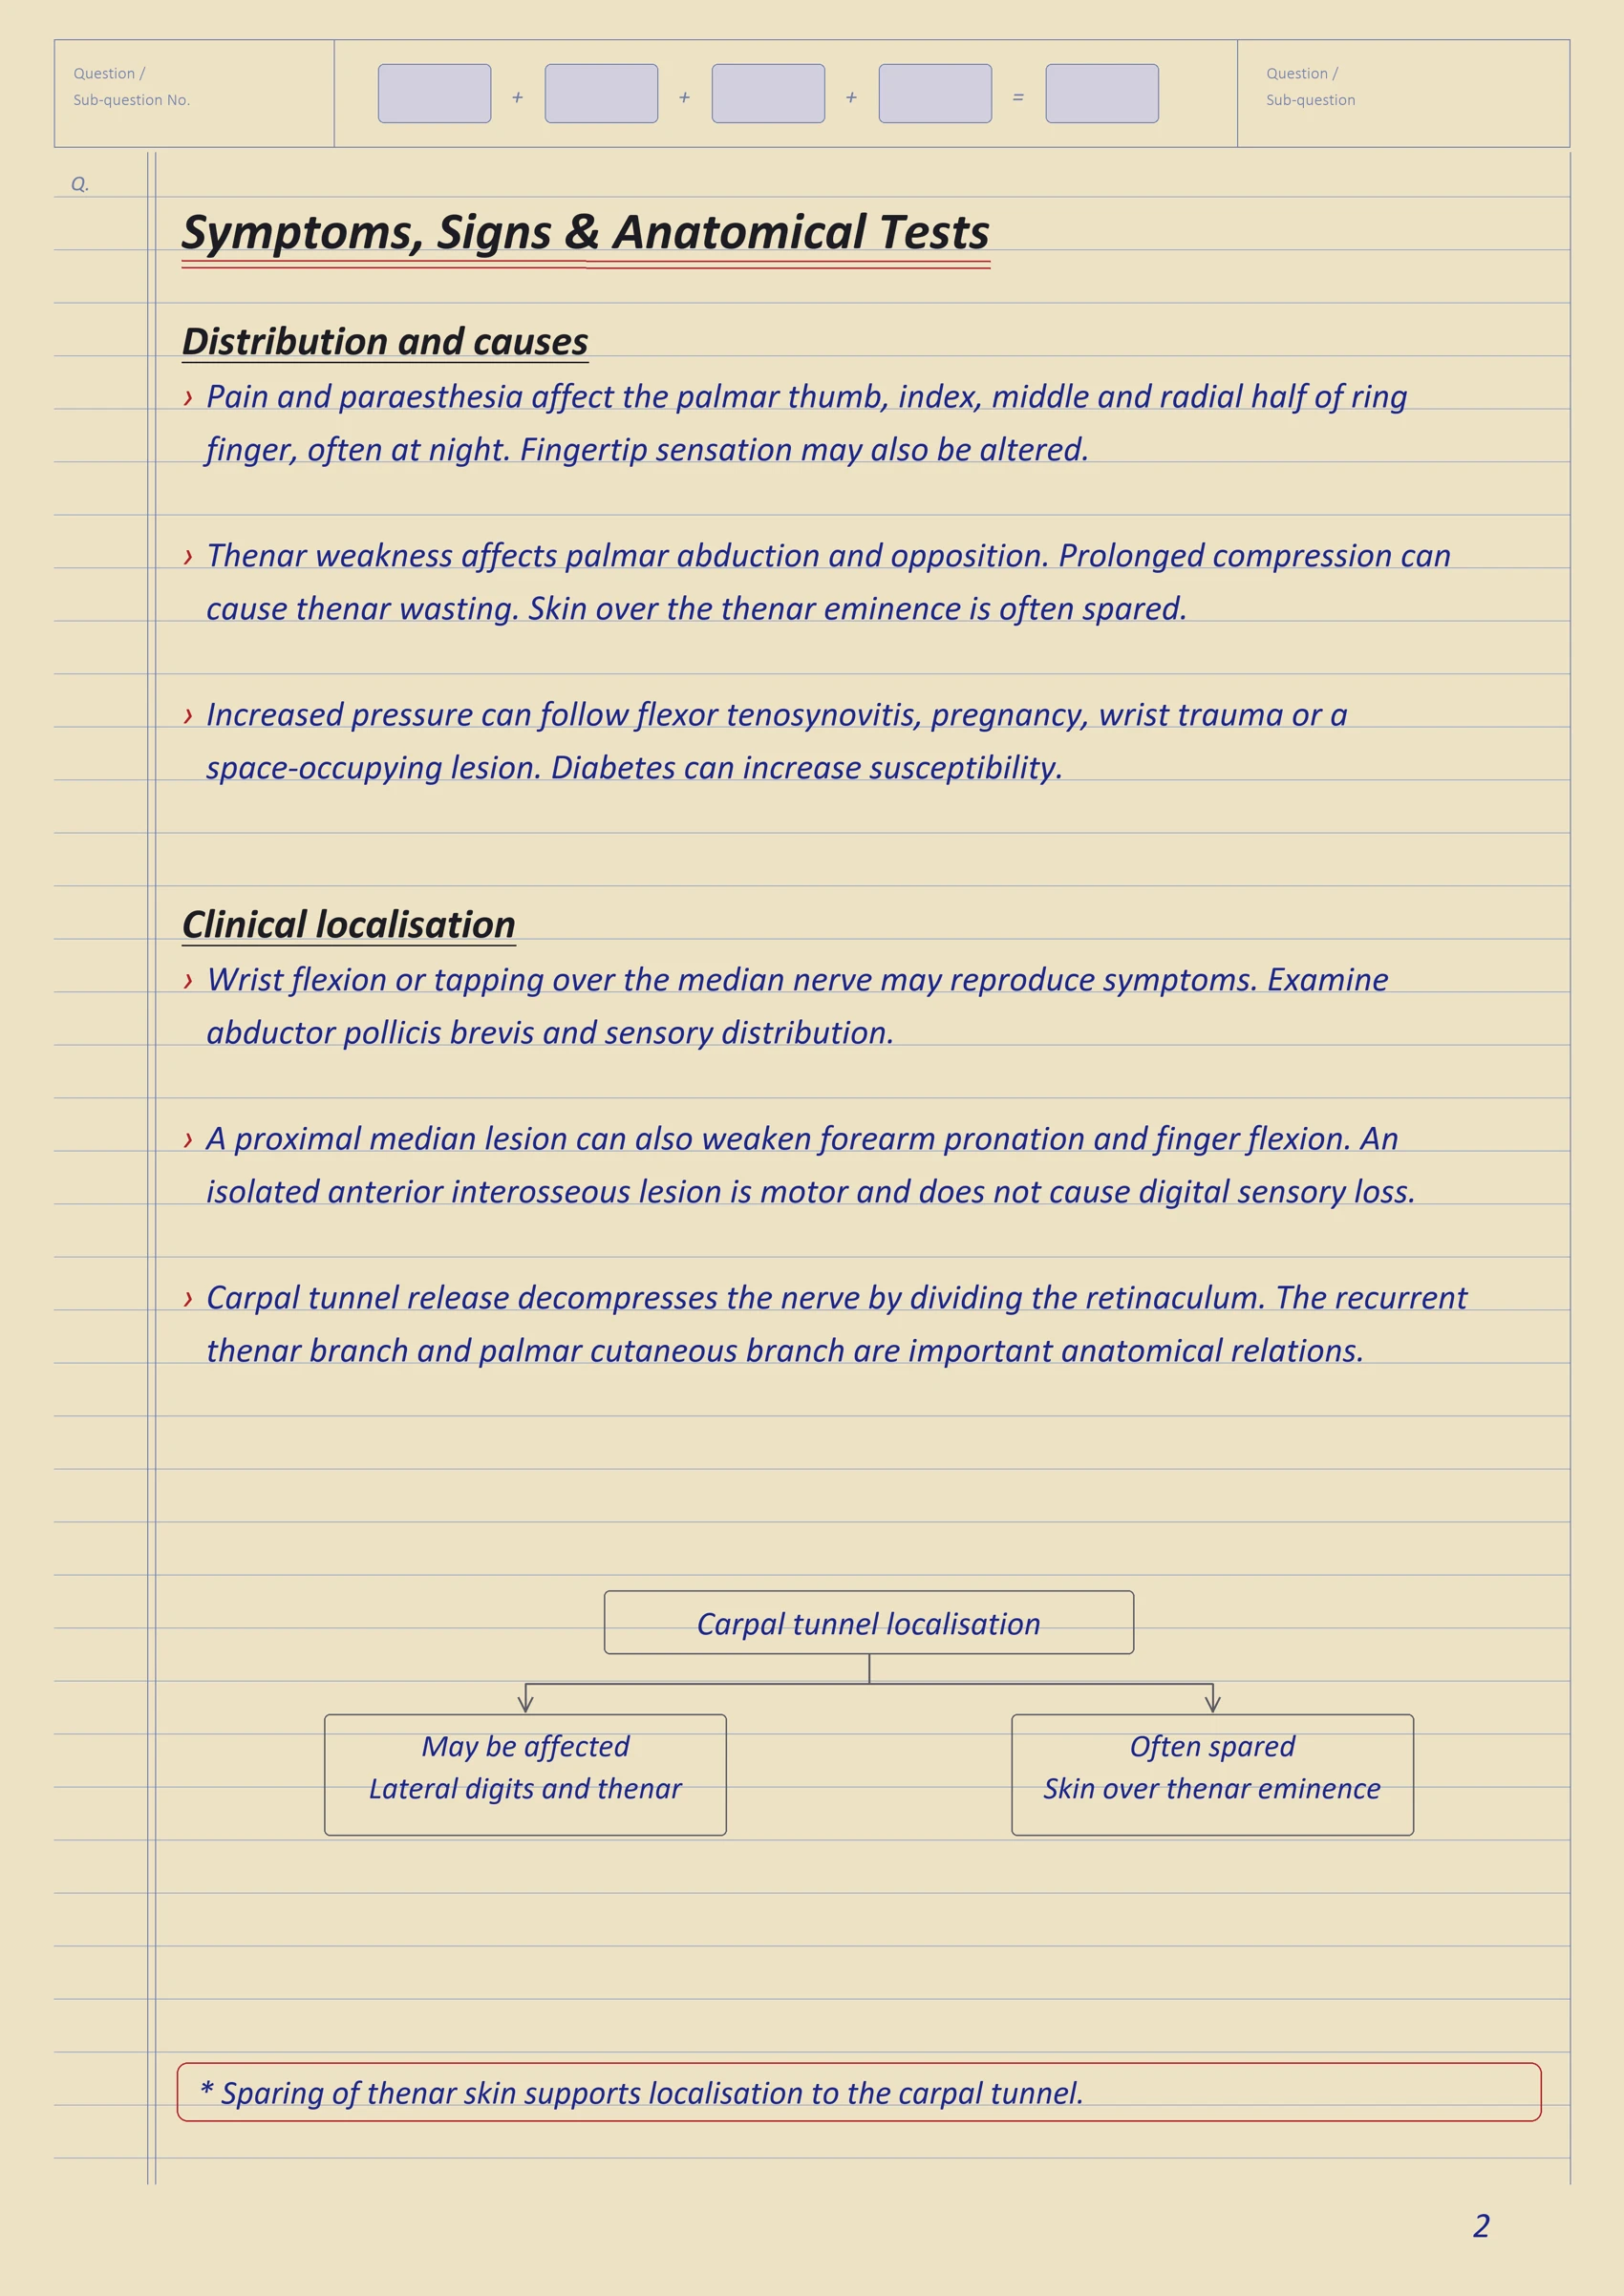 Question /
Sub-question No.
+ + + =
Question /
Sub-question
Q.
Symptoms, Signs & Anatomical Tests
Distribution and causes
› Pain and paraesthesia affect the palmar thumb, index, middle and radial half of ring
finger, often at night. Fingertip sensation may also be altered.
› Thenar weakness affects palmar abduction and opposition. Prolonged compression can
cause thenar wasting. Skin over the thenar eminence is often spared.
› Increased pressure can follow flexor tenosynovitis, pregnancy, wrist trauma or a
space-occupying lesion. Diabetes can increase susceptibility.
Clinical localisation
› Wrist flexion or tapping over the median nerve may reproduce symptoms. Examine
abductor pollicis brevis and sensory distribution.
› A proximal median lesion can also weaken forearm pronation and finger flexion. An
isolated anterior interosseous lesion is motor and does not cause digital sensory loss.
› Carpal tunnel release decompresses the nerve by dividing the retinaculum. The recurrent
thenar branch and palmar cutaneous branch are important anatomical relations.
Carpal tunnel localisation
May be affected
Lateral digits and thenar
Often spared
Skin over thenar eminence
* Sparing of thenar skin supports localisation to the carpal tunnel.
2